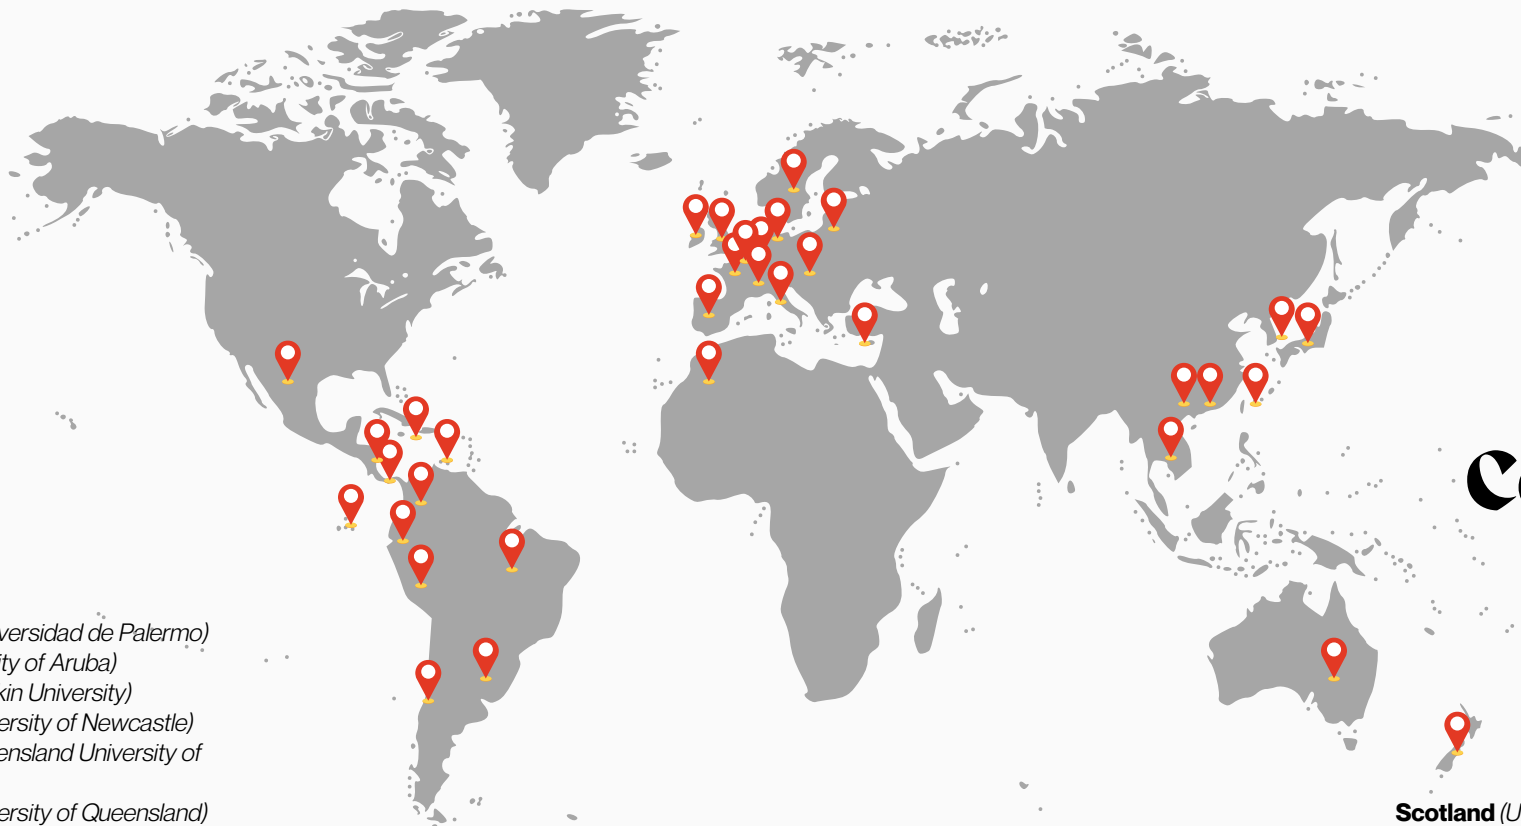 versidad de Palermo)
ity of Aruba)
kin University)
ersity of Newcastle)
ensland University of
ersity of Queensland)
C
Scotland (U